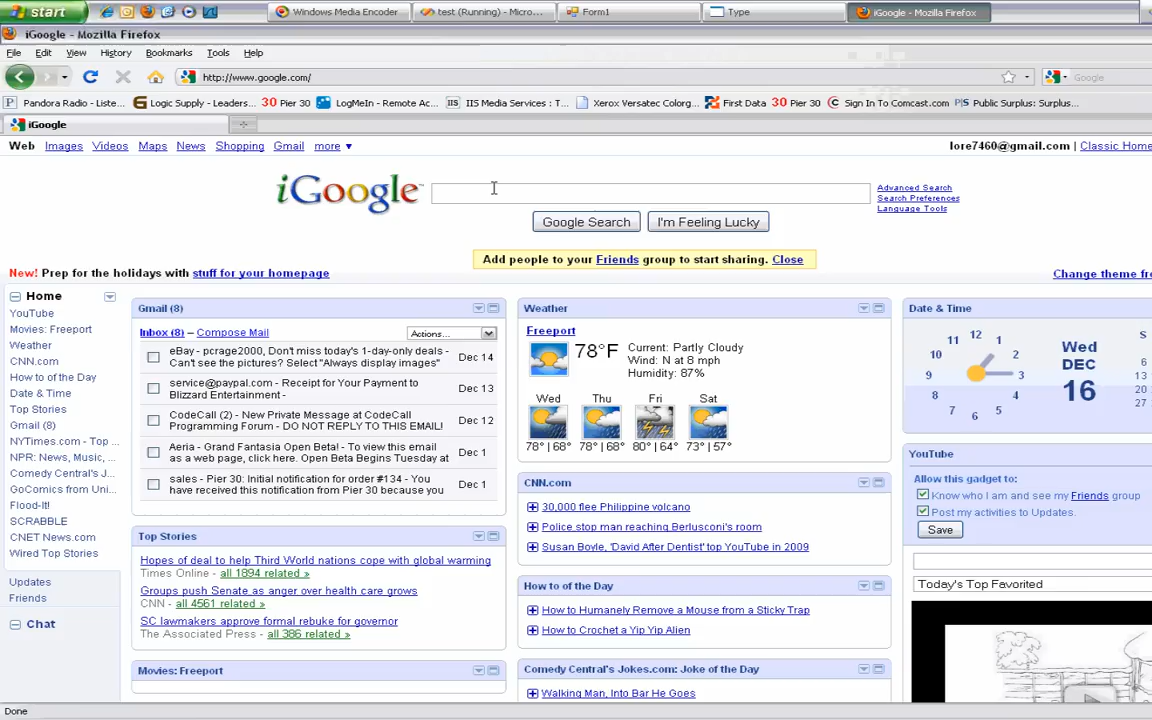 start Windows Media Encoder test (Running) - Micro... Form1 Type iGoogle - Mozilla Firefox
iGoogle - Mozilla Firefox
File Edit View History Bookmarks Tools Help
http://www.google.com/ Google
Pandora Radio - Liste... Logic Supply - Leaders... 30 Pier 30 LogMeIn - Remote Ac... IIS Media Services : T... Xerox Versatec Colorg... First Data 30 Pier 30 Sign In To Comcast.com P|S Public Surplus: Surplus...
iGoogle
Web Images Videos Maps News Shopping Gmail more ▼ lore7460@gmail.com | Classic Home
iGoogle™
Advanced Search
Search Preferences
Language Tools
Google Search I'm Feeling Lucky
Add people to your Friends group to start sharing. Close
New! Prep for the holidays with stuff for your homepage Change theme fro
Home
YouTube
Movies: Freeport
Weather
CNN.com
How to of the Day
Date & Time
Top Stories
Gmail (8)
NYTimes.com - Top ...
NPR: News, Music, ...
Comedy Central's J...
GoComics from Uni...
Flood-It!
SCRABBLE
CNET News.com
Wired Top Stories
Updates
Friends
Chat
Gmail (8)
Inbox (8) – Compose Mail Actions...
eBay - pcrage2000, Don't miss today's 1-day-only deals - Dec 14
Can't see the pictures? Select "Always display images"
service@paypal.com - Receipt for Your Payment to Dec 13
Blizzard Entertainment -
CodeCall (2) - New Private Message at CodeCall Dec 12
Programming Forum - DO NOT REPLY TO THIS EMAIL!
Aeria - Grand Fantasia Open Beta! - To view this email Dec 1
as a web page, click here. Open Beta Begins Tuesday at
sales - Pier 30: Initial notification for order #134 - You Dec 1
have received this notification from Pier 30 because you
Top Stories
Hopes of deal to help Third World nations cope with global warming
Times Online - all 1894 related »
Groups push Senate as anger over health care grows
CNN - all 4561 related »
SC lawmakers approve formal rebuke for governor
The Associated Press - all 386 related »
Movies: Freeport
Weather
Freeport
78°F
Current: Partly Cloudy
Wind: N at 8 mph
Humidity: 87%
Wed Thu Fri Sat
78° | 68° 78° | 68° 80° | 64° 73° | 57°
CNN.com
30,000 flee Philippine volcano
Police stop man reaching Berlusconi's room
Susan Boyle, 'David After Dentist' top YouTube in 2009
How to of the Day
How to Humanely Remove a Mouse from a Sticky Trap
How to Crochet a Yip Yip Alien
Comedy Central's Jokes.com: Joke of the Day
Walking Man, Into Bar He Goes
Date & Time
12 1 2 3 4 5 6 7 8 9 10 11
Wed
DEC
16
S
6
13
20
27
YouTube
Allow this gadget to:
Know who I am and see my Friends group
Post my activities to Updates.
Save
Today's Top Favorited
Done